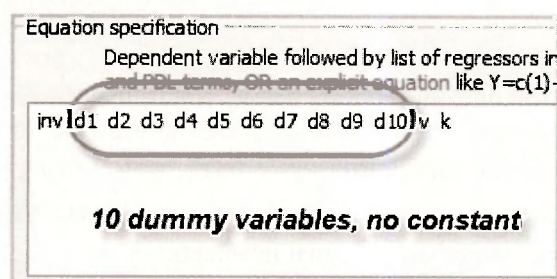 Equation specification
Dependent variable followed by list of regressors in
and PDL terms, OR an explicit equation like Y=c(1)-
inv d1 d2 d3 d4 d5 d6 d7 d8 d9 d10 v k
10 dummy variables, no constant